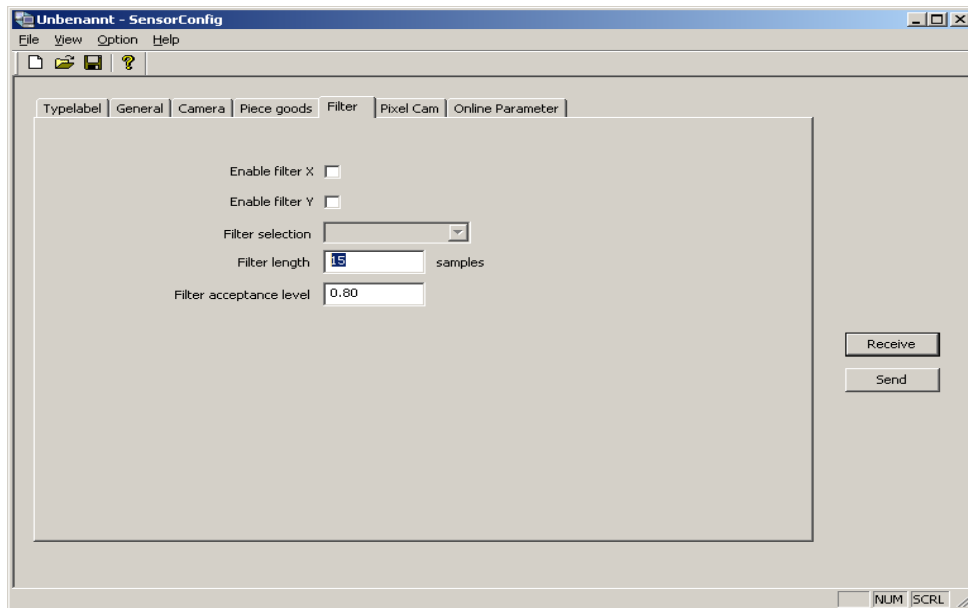 Unbenannt - SensorConfig
File View Option Help
Typelabel General Camera Piece goods Filter Pixel Cam Online Parameter
Enable filter X
Enable filter Y
Filter selection
Filter length 15 samples
Filter acceptance level 0.80
Receive
Send
NUM SCRL